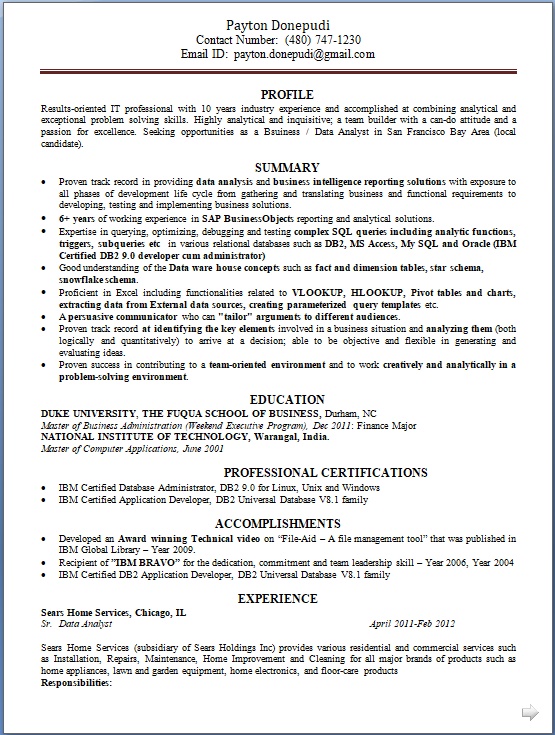 Payton Donepudi
Contact Number:  (480) 747-1230
Email ID:  payton.donepudi@gmail.com
PROFILE
Results-oriented IT professional with 10 years industry experience and accomplished at combining analytical and
exceptional problem solving skills. Highly analytical and inquisitive; a team builder with a can-do attitude and a
passion for excellence. Seeking opportunities as a Bsuiness / Data Analyst in San Francisco Bay Area (local
candidate).
SUMMARY
• Proven track record in providing data analysis and business intelligence reporting solutions with exposure to
all phases of development life cycle from gathering and translating business and functional requirements to
developing, testing and implementing business solutions.
• 6+ years of working experience in SAP BusinessObjects reporting and analytical solutions.
• Expertise in querying, optimizing, debugging and testing complex SQL queries including analytic functions,
triggers, subqueries etc  in various relational databases such as DB2, MS Access, My SQL and Oracle (IBM
Certified DB2 9.0 developer cum administrator)
• Good understanding of the Data ware house concepts such as fact and dimension tables, star schema,
snowflake schema.
• Proficient in Excel including functionalities related to VLOOKUP, HLOOKUP, Pivot tables and charts,
extracting data from External data sources, creating parameterized  query templates etc.
• A persuasive communicator who can "tailor" arguments to different audiences.
• Proven track record at identifying the key elements involved in a business situation and analyzing them (both
logically and quantitatively) to arrive at a decision; able to be objective and flexible in generating and
evaluating ideas.
• Proven success in contributing to a team-oriented environment and to work creatively and analytically in a
problem-solving environment.
EDUCATION
DUKE UNIVERSITY, THE FUQUA SCHOOL OF BUSINESS, Durham, NC
Master of Business Administration (Weekend Executive Program), Dec 2011: Finance Major
NATIONAL INSTITUTE OF TECHNOLOGY, Warangal, India.
Master of Computer Applications, June 2001
PROFESSIONAL CERTIFICATIONS
• IBM Certified Database Administrator, DB2 9.0 for Linux, Unix and Windows
• IBM Certified Application Developer, DB2 Universal Database V8.1 family
ACCOMPLISHMENTS
• Developed an Award winning Technical video on “File-Aid – A file management tool” that was published in
IBM Global Library – Year 2009.
• Recipient of "IBM BRAVO" for the dedication, commitment and team leadership skill – Year 2006, Year 2004
• IBM Certified DB2 Application Developer, DB2 Universal Database V8.1 family
EXPERIENCE
Sears Home Services, Chicago, IL
Sr.  Data Analyst April 2011-Feb 2012
Sears Home Services (subsidiary of Sears Holdings Inc) provides various residential and commercial services such
as Installation, Repairs, Maintenance, Home Improvement and Cleaning for all major brands of products such as
home appliances, lawn and garden equipment, home electronics, and floor-care  products
Responsibilities: